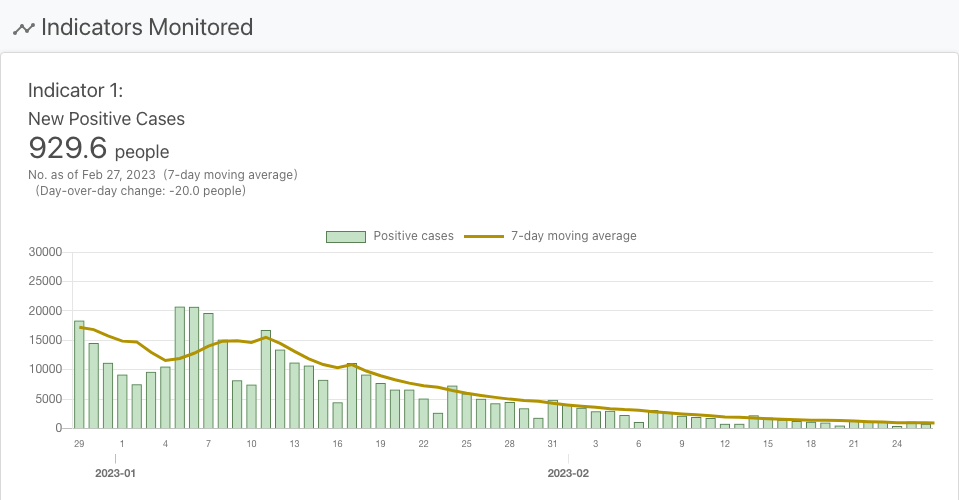 Indicators Monitored
Indicator 1:
New Positive Cases
929.6 people
No. as of Feb 27, 2023 (7-day moving average)
(Day-over-day change: -20.0 people)
Positive cases 7-day moving average
30000
25000
20000
15000
10000
5000
0
29 1 4 7 10 13 16 19 22 25 28 31 3 6 9 12 15 18 21 24
2023-01 2023-02